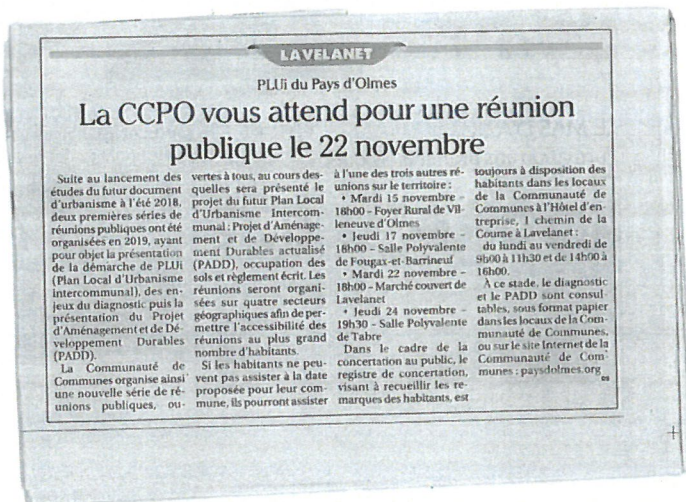 LAVELANET
PLUi du Pays d'Olmes
La CCPO vous attend pour une réunion
publique le 22 novembre
Suite au lancement des
études du futur document
d'urbanisme à l'été 2018,
deux premières séries de
réunions publiques ont été
organisées en 2019, ayant
pour objet la présentation
de la démarche de PLUi
(Plan Local d'Urbanisme
intercommunal), des en-
jeux du diagnostic puis la
présentation du Projet
d'Aménagement et de Dé-
veloppement Durables
(PADD).
La Communauté de
Communes organise ainsi
une nouvelle série de ré-
unions publiques, ou-
vertes à tous, au cours des-
quelles sera présenté le
projet du futur Plan Local
d'Urbanisme Intercom-
munal : Projet d'Aménage-
ment et de Développe-
ment Durables actualisé
(PADD), occupation des
sols et règlement écrit. Les
réunions seront organi-
sées sur quatre secteurs
géographiques afin de per-
mettre l'accessibilité des
réunions au plus grand
nombre d'habitants.
Si les habitants ne peu-
vent pas assister à la date
proposée pour leur com-
mune, ils pourront assister
à l'une des trois autres ré-
unions sur le territoire :
• Mardi 15 novembre -
18h00 - Foyer Rural de Vil-
leneuve d'Olmes
• Jeudi 17 novembre -
18h00 - Salle Polyvalente
de Fougax-et-Barrineuf
• Mardi 22 novembre -
18h00 - Marché couvert de
Lavelanet
• Jeudi 24 novembre -
19h30 - Salle Polyvalente
de Tabre
Dans le cadre de la
concertation au public, le
registre de concertation,
visant à recueillir les re-
marques des habitants, est
toujours à disposition des
habitants dans les locaux
de la Communauté de
Communes à l'Hôtel d'en-
treprise, 1 chemin de la
Coume à Lavelanet :
du lundi au vendredi de
9h00 à 11h30 et de 14h00 à
16h00.
À ce stade, le diagnostic
et le PADD sont consul-
tables, sous format papier
dans les locaux de la Com-
munauté de Communes,
ou sur le site Internet de la
Communauté de Com-
munes : paysdolmes.org